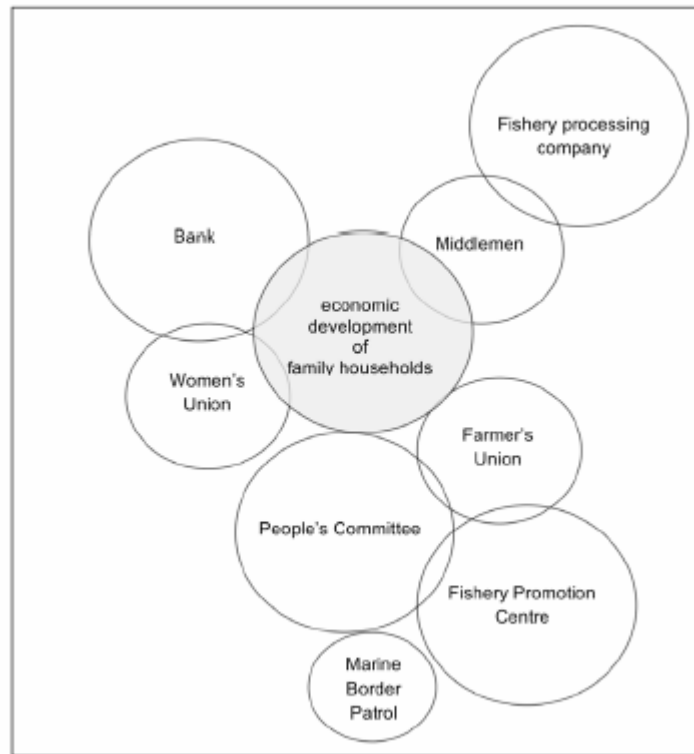 Fishery processing
company
Bank
Middlemen
economic
development
of
family households
Women's
Union
Farmer's
Union
People's Committee
Fishery Promotion
Centre
Marine
Border
Patrol